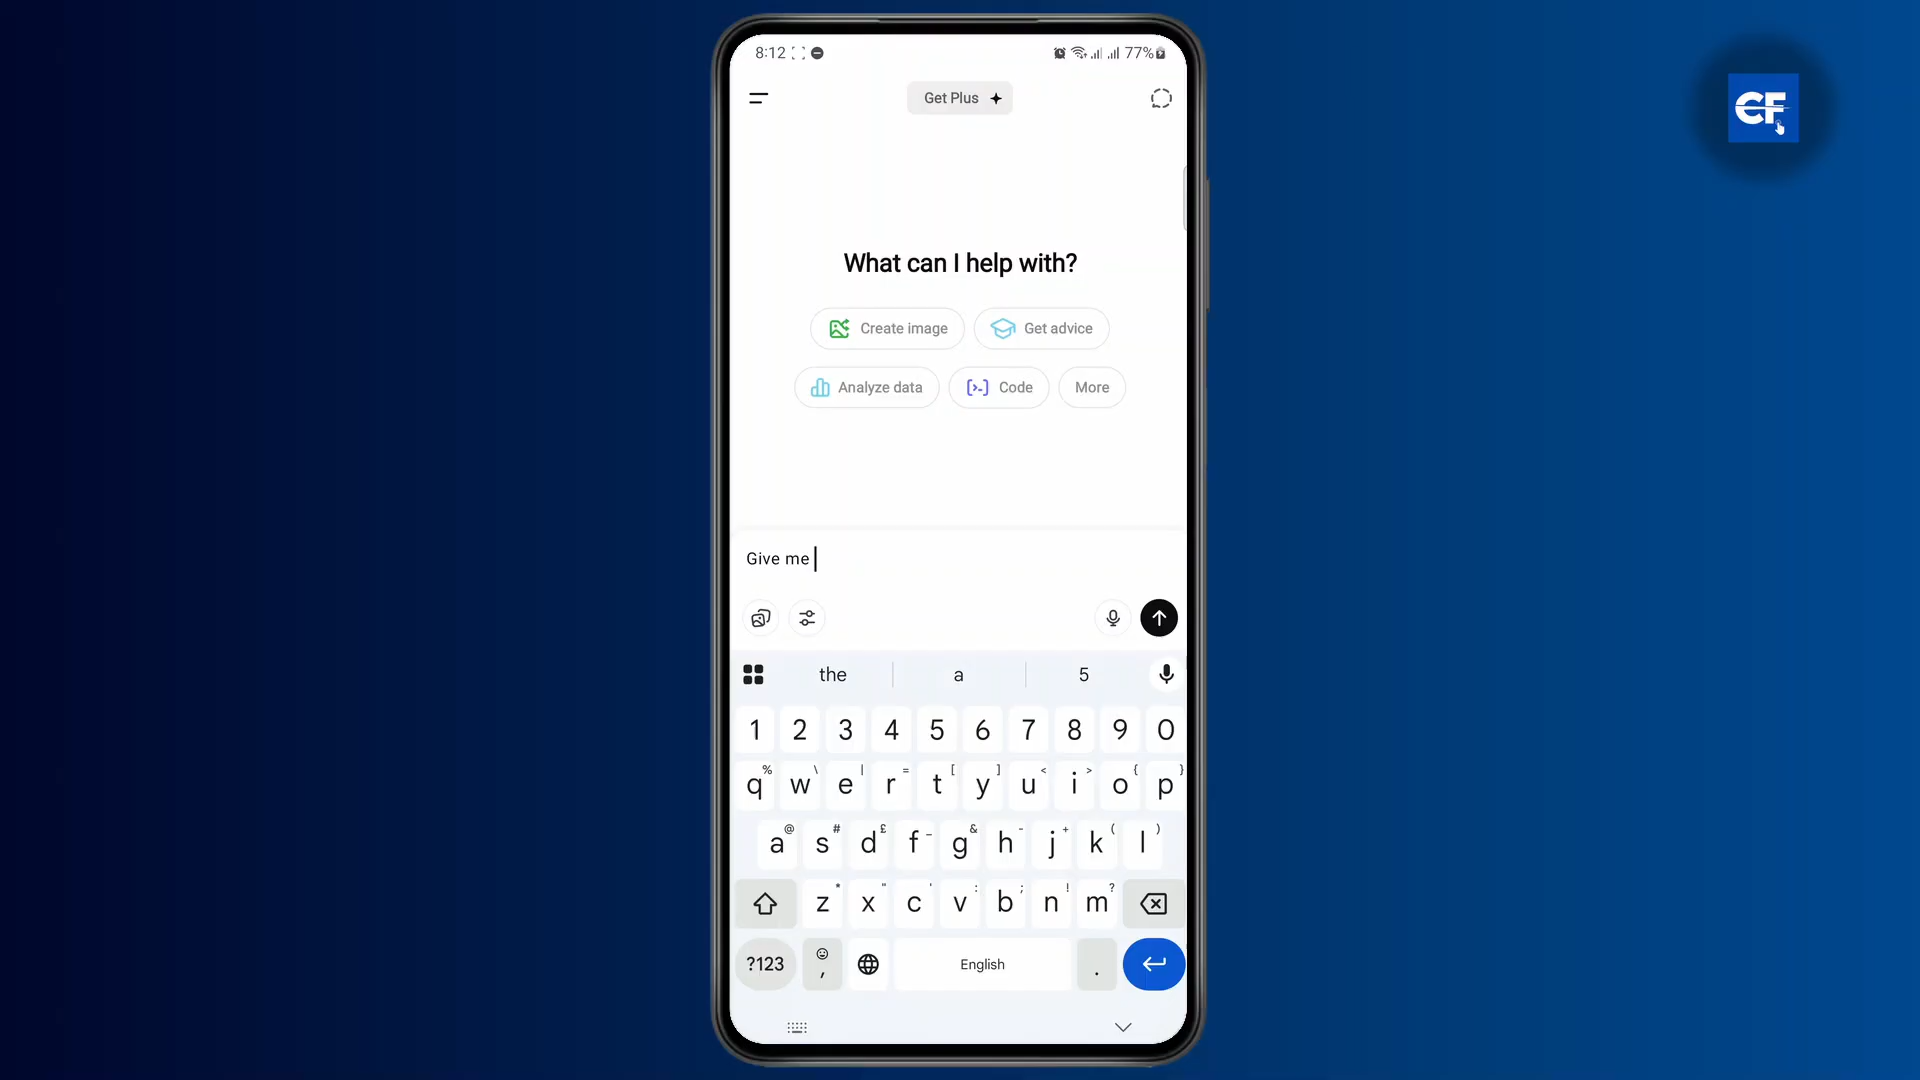 8:12
77%
Get Plus
CF
What can I help with?
Create image
Get advice
Analyze data
Code
More
Give me
the a 5
1 2 3 4 5 6 7 8 9 0
% \ | = [ ] < > { }
q w e r t y u i o p
@ # £ _ & - + ( )
a s d f g h j k l
* " ' : ; ! ?
z x c v b n m
?123 , English .